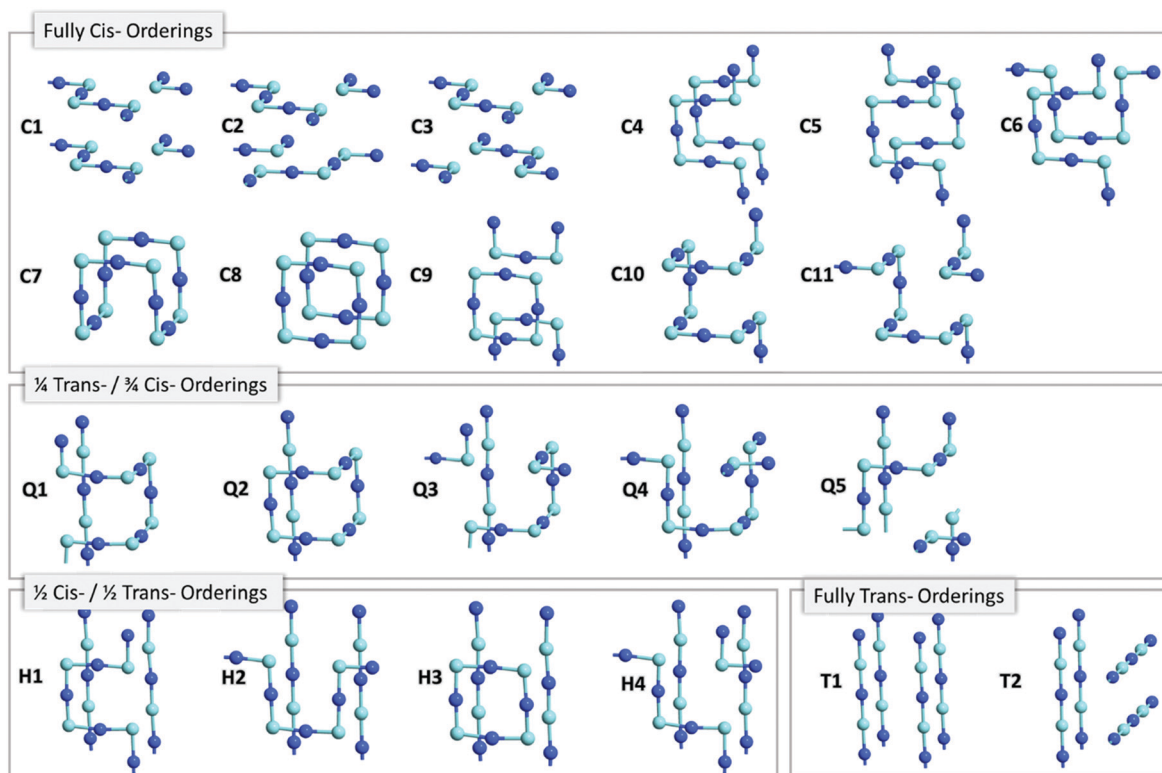 Fully Cis- Orderings
C1 C2 C3 C4 C5 C6
C7 C8 C9 C10 C11
¼ Trans- / ¾ Cis- Orderings
Q1 Q2 Q3 Q4 Q5
½ Cis- / ½ Trans- Orderings
H1 H2 H3 H4
Fully Trans- Orderings
T1 T2